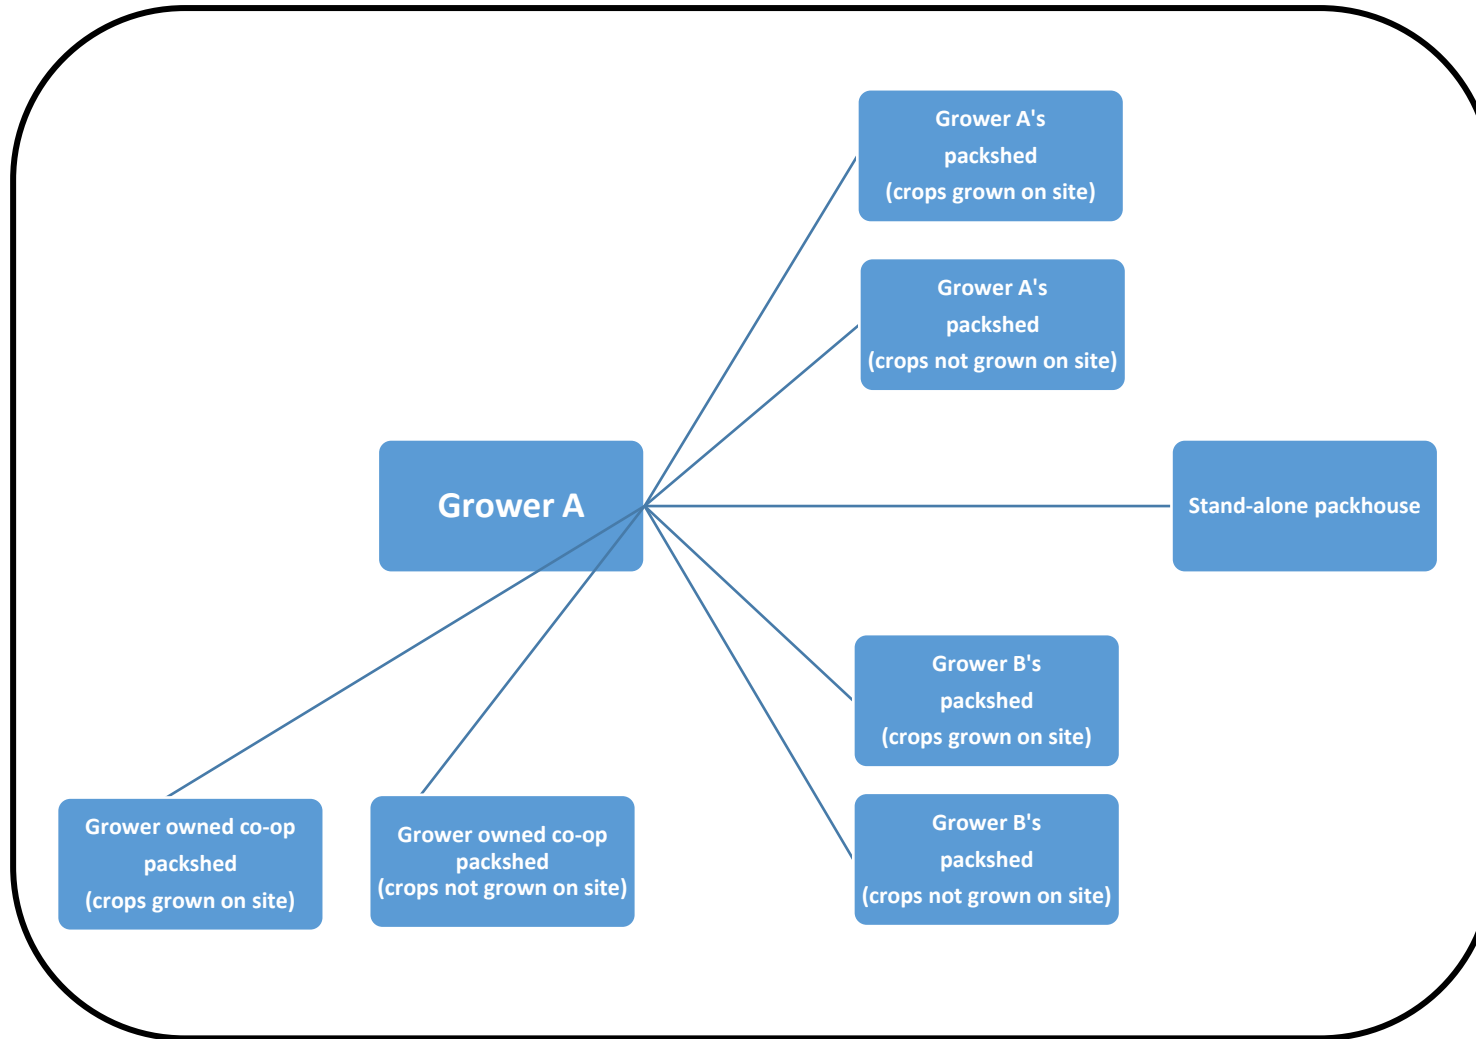 Grower A's
packshed
(crops grown on site)
Grower A's
packshed
(crops not grown on site)
Grower A
Stand-alone packhouse
Grower B's
packshed
(crops grown on site)
Grower B's
packshed
(crops not grown on site)
Grower owned co-op
packshed
(crops grown on site)
Grower owned co-op
packshed
(crops not grown on site)